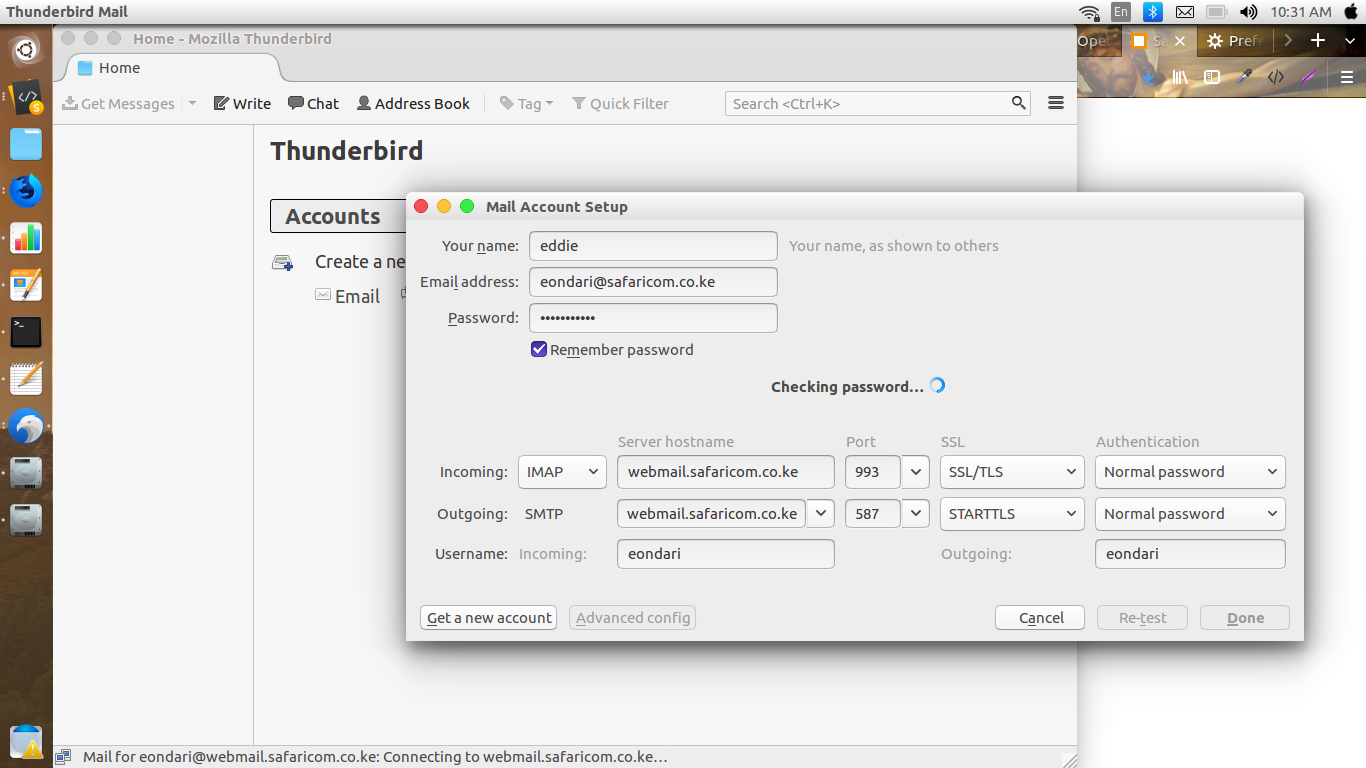 Thunderbird Mail
En
10:31 AM
Home - Mozilla Thunderbird
Home
Get Messages
Write
Chat
Address Book
Tag
Quick Filter
Search <Ctrl+K>
Thunderbird
Accounts
Create a ne
Email
Mail Account Setup
Your name:
eddie
Your name, as shown to others
Email address:
eondari@safaricom.co.ke
Password:
•••••••••••
Remember password
Checking password…
Server hostname
Port
SSL
Authentication
Incoming:
IMAP
webmail.safaricom.co.ke
993
SSL/TLS
Normal password
Outgoing:
SMTP
webmail.safaricom.co.ke
587
STARTTLS
Normal password
Username:
Incoming:
eondari
Outgoing:
eondari
Get a new account
Advanced config
Cancel
Re-test
Done
Mail for eondari@webmail.safaricom.co.ke: Connecting to webmail.safaricom.co.ke…